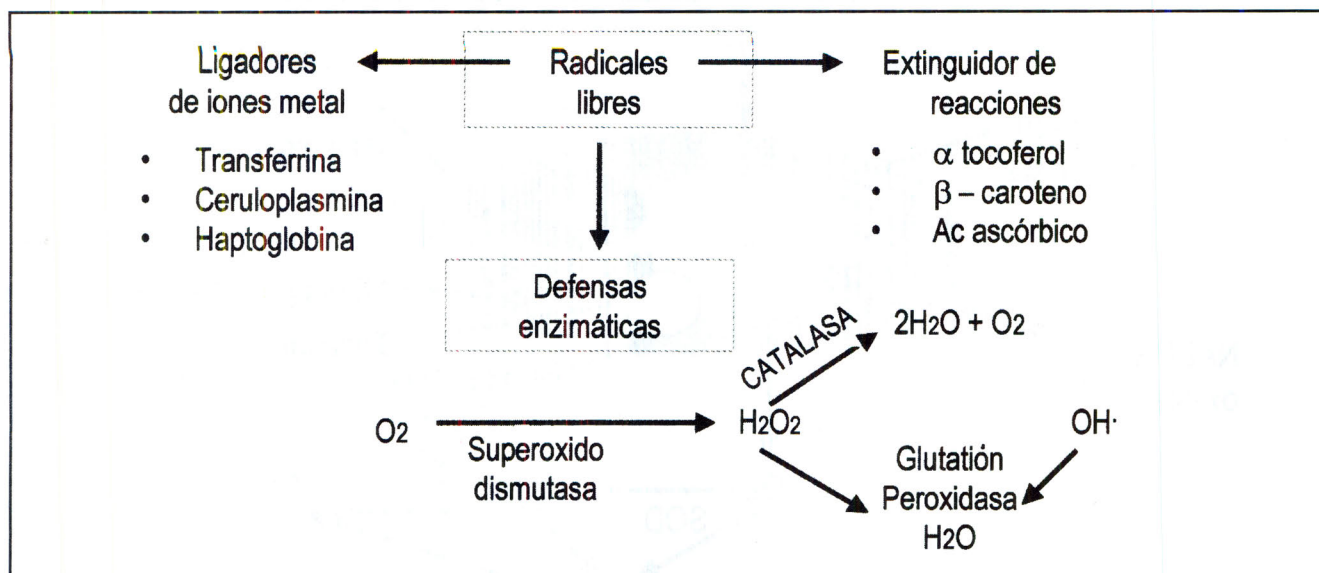 Ligadores
de iones metal
• Transferrina
• Ceruloplasmina
• Haptoglobina
Radicales
libres
Extinguidor de
reacciones
• α tocoferol
• β – caroteno
• Ac ascórbico
Defensas
enzimáticas
O2
Superoxido
dismutasa
H2O2
CATALASA
2H2O + O2
OH·
Glutatión
Peroxidasa
H2O